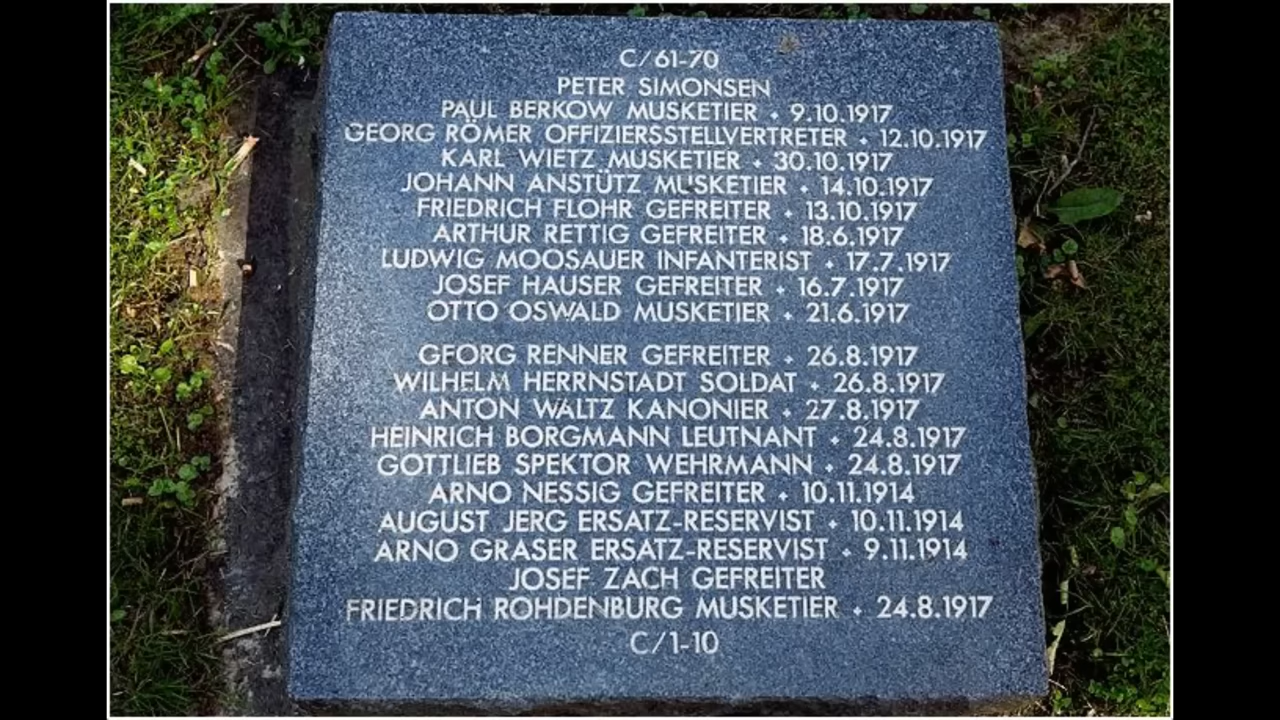 C/61-70
PETER SIMONSEN
PAUL BERKOW MUSKETIER + 9.10.1917
GEORG RÖMER OFFIZIERSSTELLVERTRETER + 12.10.1917
KARL WIETZ MUSKETIER + 30.10.1917
JOHANN ANSTÜTZ MUSKETIER + 14.10.1917
FRIEDRICH FLOHR GEFREITER + 13.10.1917
ARTHUR RETTIG GEFREITER + 18.6.1917
LUDWIG MOOSAUER INFANTERIST + 17.7.1917
JOSEF HAUSER GEFREITER + 16.7.1917
OTTO OSWALD MUSKETIER + 21.6.1917
GEORG RENNER GEFREITER + 26.8.1917
WILHELM HERRNSTADT SOLDAT + 26.8.1917
ANTON WALTZ KANONIER + 27.8.1917
HEINRICH BORGMANN LEUTNANT + 24.8.1917
GOTTLIEB SPEKTOR WEHRMANN + 24.8.1917
ARNO NESSIG GEFREITER + 10.11.1914
AUGUST JERG ERSATZ-RESERVIST + 10.11.1914
ARNO GRASER ERSATZ-RESERVIST + 9.11.1914
JOSEF ZACH GEFREITER
FRIEDRICH ROHDENBURG MUSKETIER + 24.8.1917
C/1-10